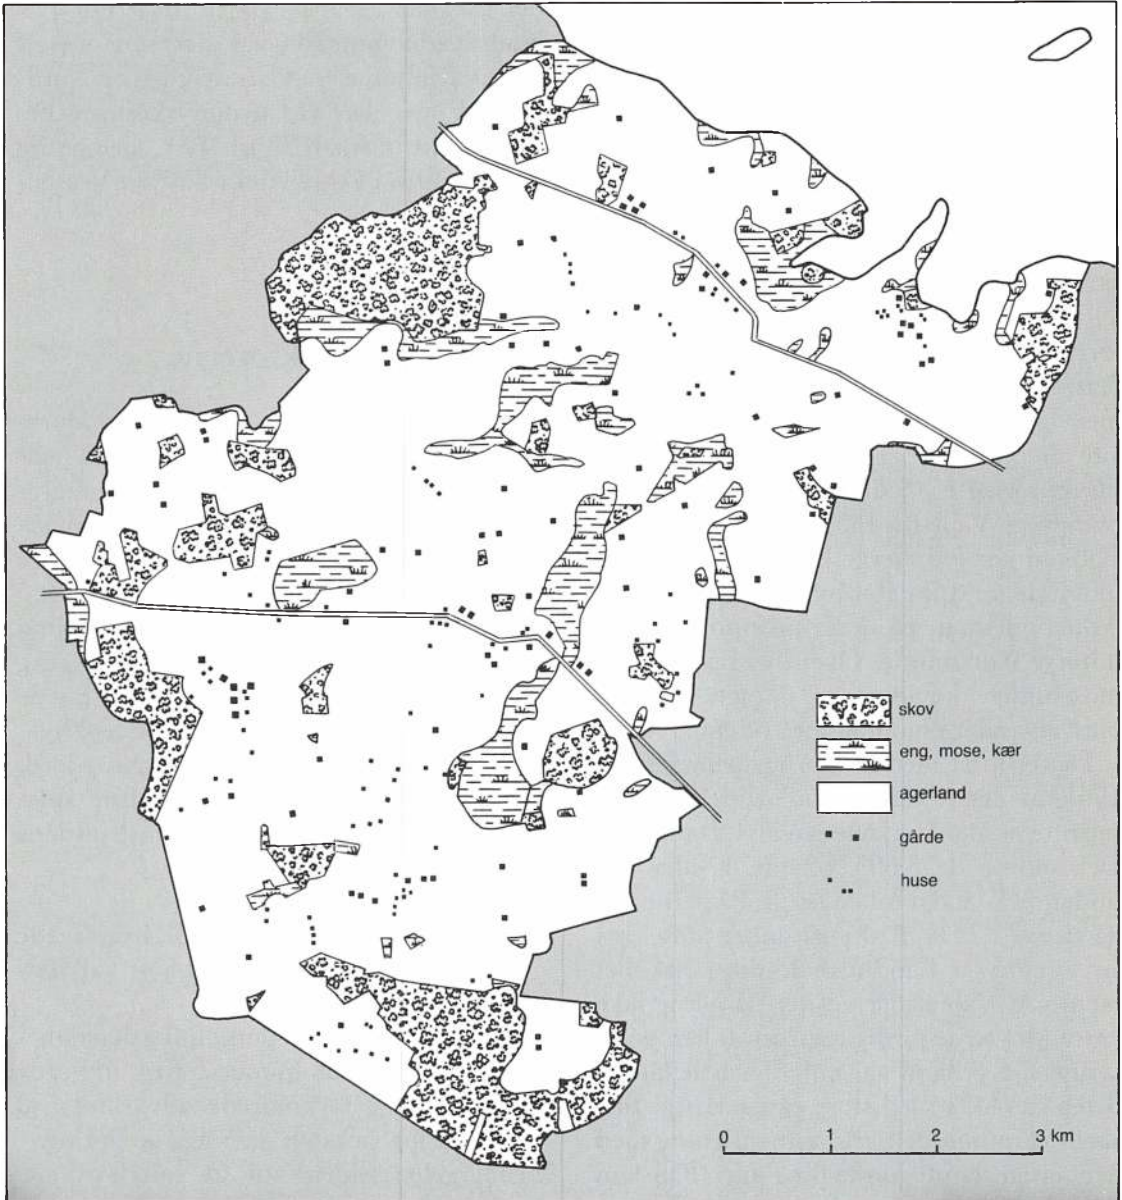 skov
eng, mose, kær
agerland
gårde
huse
0 1 2 3 km